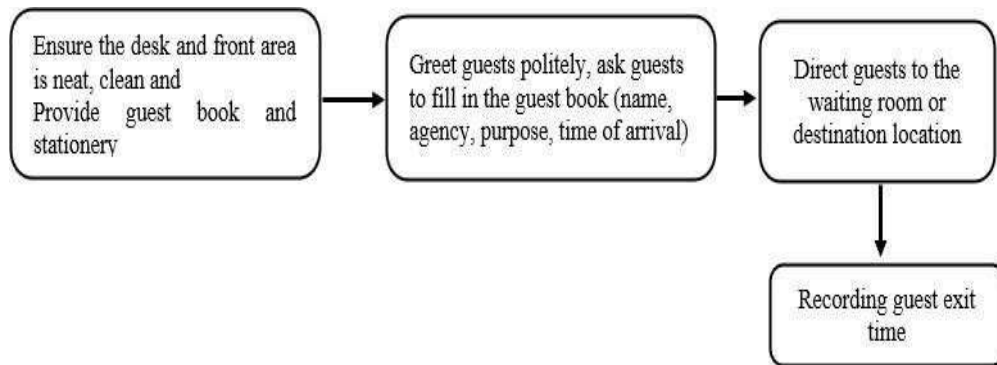 Ensure the desk and front area
is neat, clean and
Provide guest book and
stationery
Greet guests politely, ask guests
to fill in the guest book (name,
agency, purpose, time of arrival)
Direct guests to the
waiting room or
destination location
Recording guest exit
time